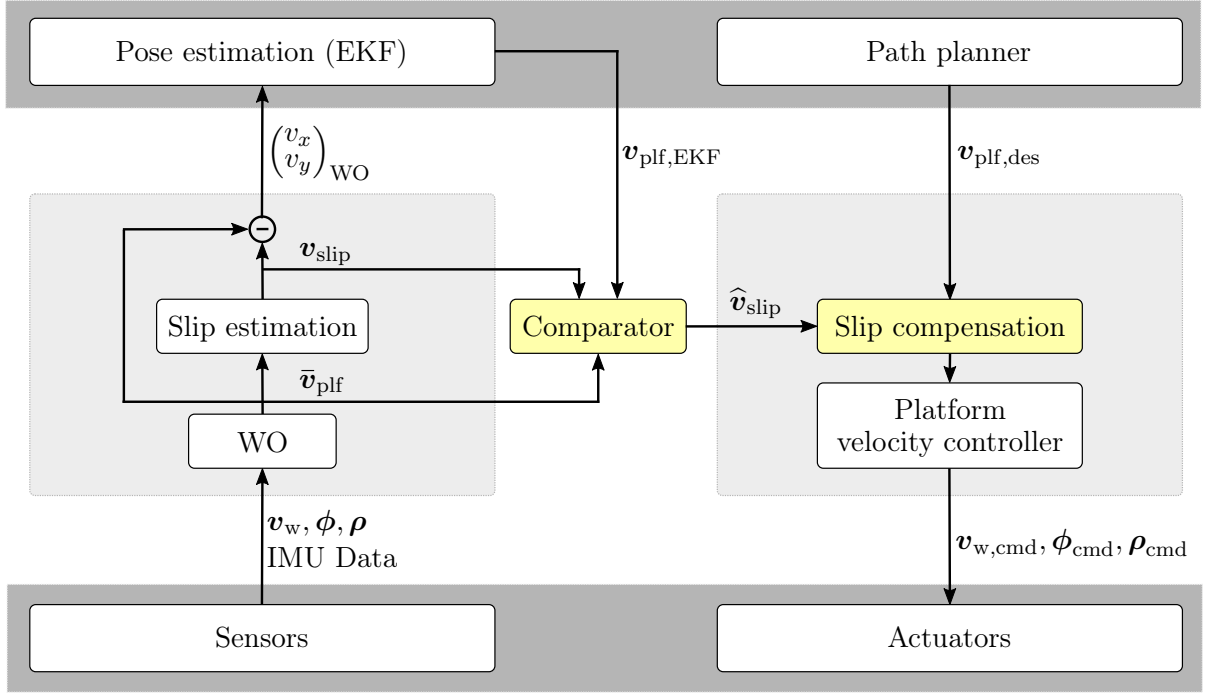 Pose estimation (EKF)
Path planner
(v_x
v_y)_WO
v_plf,EKF
v_plf,des
−
v_slip
Slip estimation
Comparator
v̂_slip
Slip compensation
v̄_plf
WO
Platform
velocity controller
v_w, ϕ, ρ
IMU Data
v_w,cmd, ϕ_cmd, ρ_cmd
Sensors
Actuators